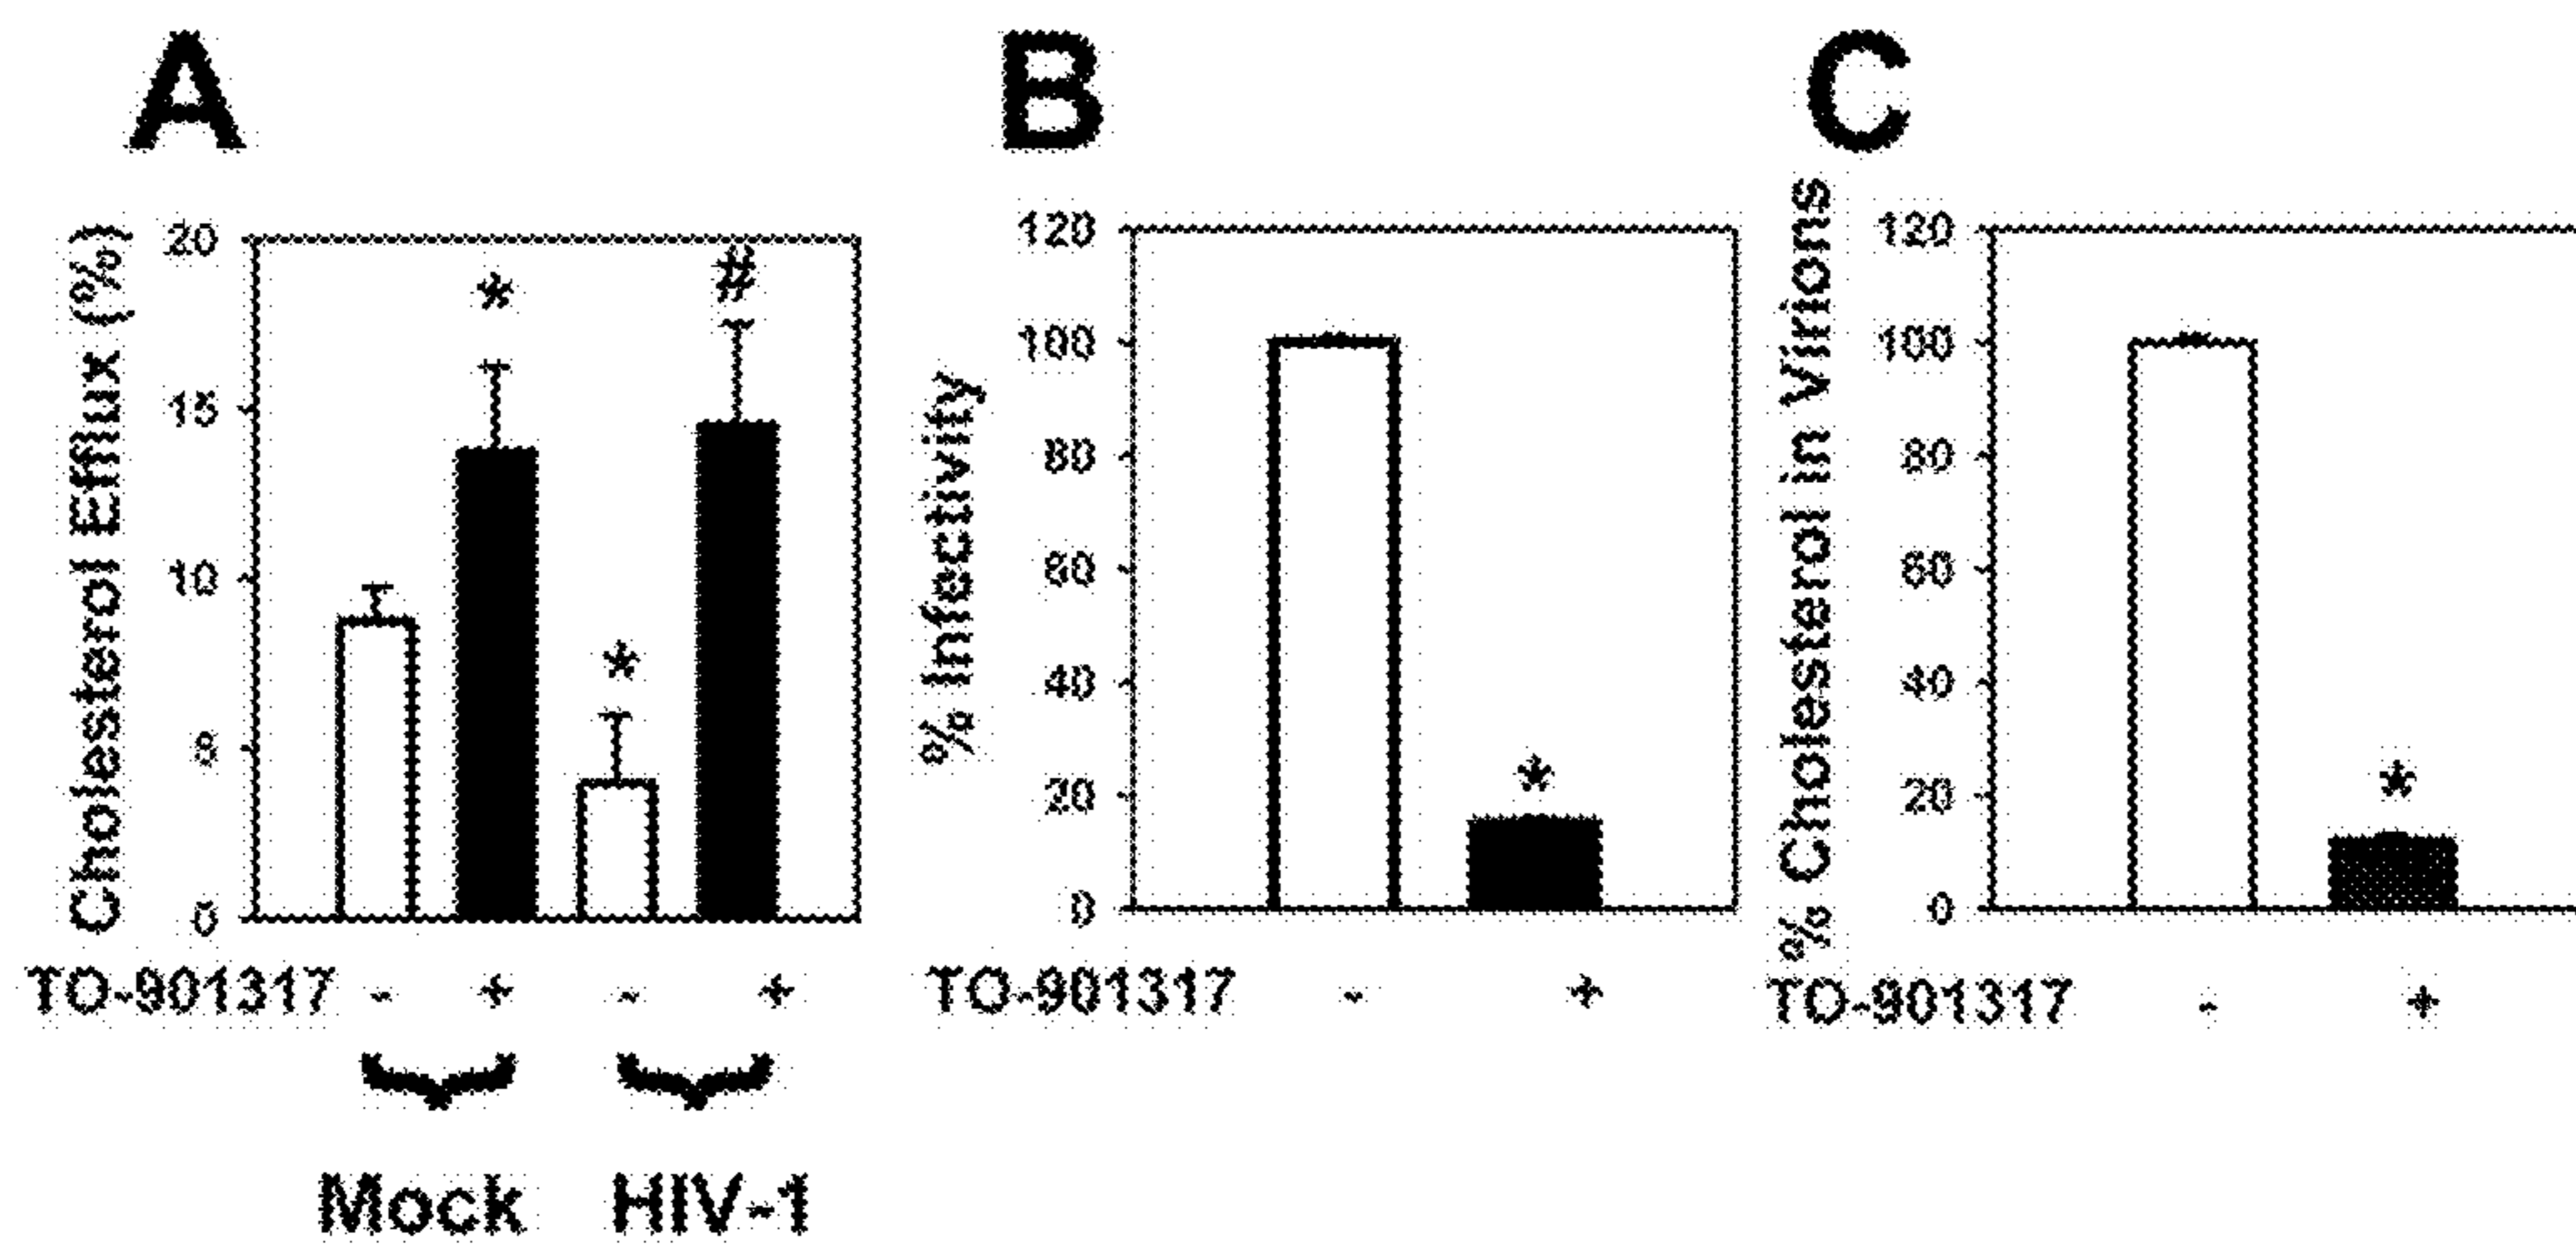 A B C
Cholesterol Efflux (%)
20
15
10
5
0
* * #
TO-901317 - + - +
Mock HIV-1
% Infectivity
120
100
80
60
40
20
0
*
TO-901317 - +
% Cholesterol in Virions
120
100
80
60
40
20
0
*
TO-901317 - +